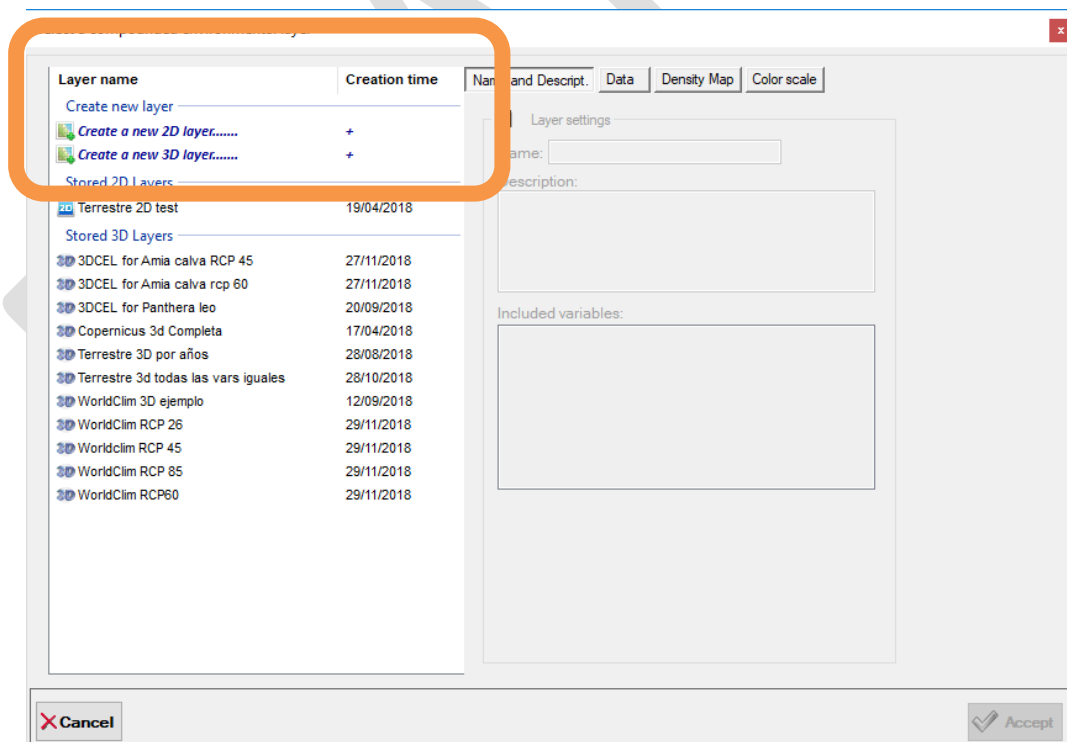 x
Layer name Creation time Name and Descript. Data Density Map Color scale
Create new layer
Create a new 2D layer....... +
Create a new 3D layer....... +
Stored 2D Layers
Terrestre 2D test 19/04/2018
Stored 3D Layers
3DCEL for Amia calva RCP 45 27/11/2018
3DCEL for Amia calva rcp 60 27/11/2018
3DCEL for Panthera leo 20/09/2018
Copernicus 3d Completa 17/04/2018
Terrestre 3D por años 28/08/2018
Terrestre 3d todas las vars iguales 28/10/2018
WorldClim 3D ejemplo 12/09/2018
WorldClim RCP 26 29/11/2018
Worldclim RCP 45 29/11/2018
WorldClim RCP 85 29/11/2018
WorldClim RCP60 29/11/2018
Layer settings
Name:
Description:
Included variables:
Cancel
Accept